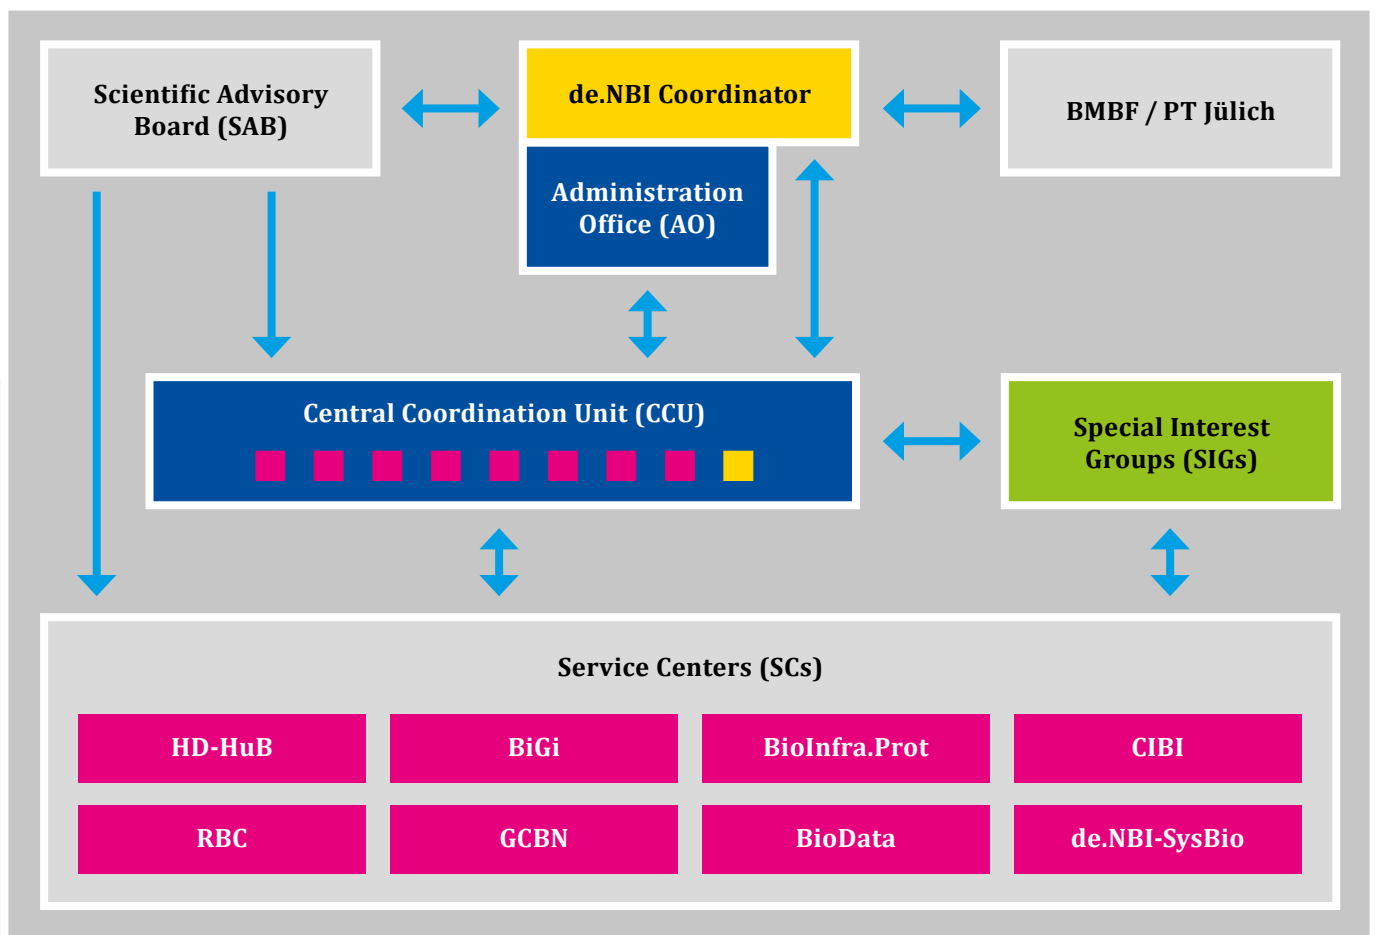 Scientific Advisory
Board (SAB)
de.NBI Coordinator
BMBF / PT Jülich
Administration
Office (AO)
Central Coordination Unit (CCU)
Special Interest
Groups (SIGs)
Service Centers (SCs)
HD-HuB
BiGi
BioInfra.Prot
CIBI
RBC
GCBN
BioData
de.NBI-SysBio